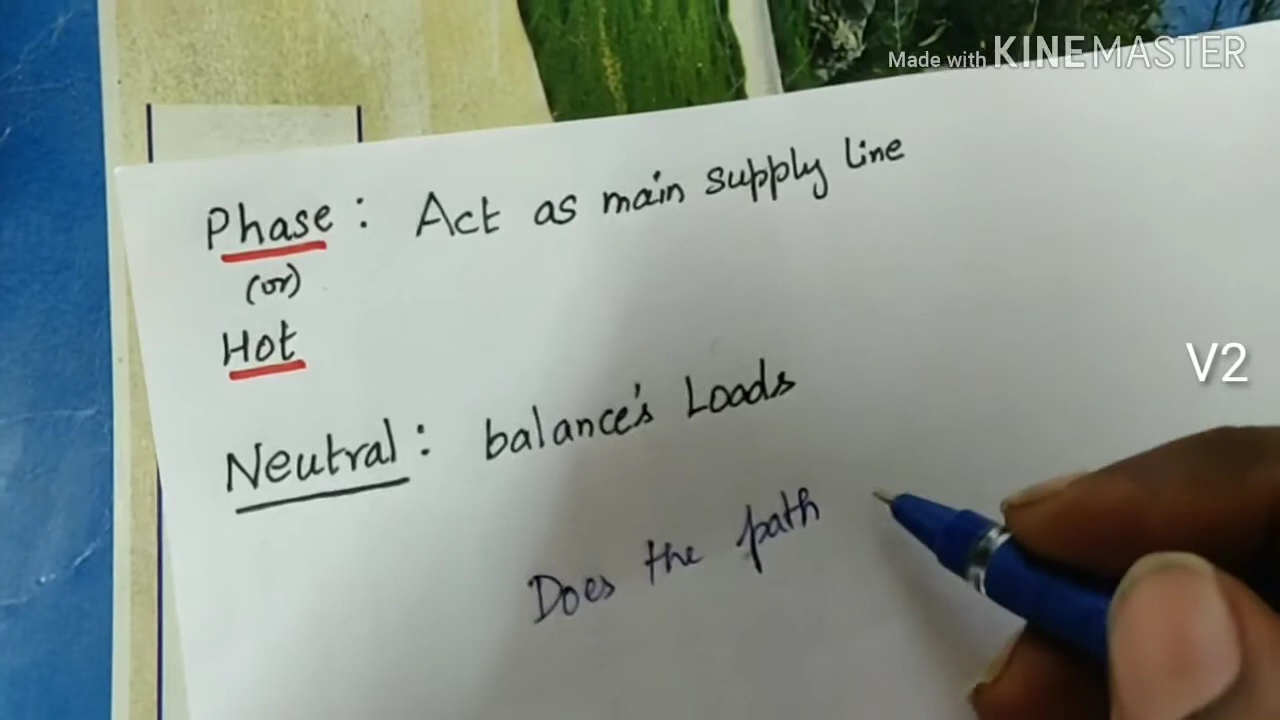 Made with KINEMASTER
Phase : Act as main supply line
(or)
Hot
V2
Neutral : balance's Loads
Does the path